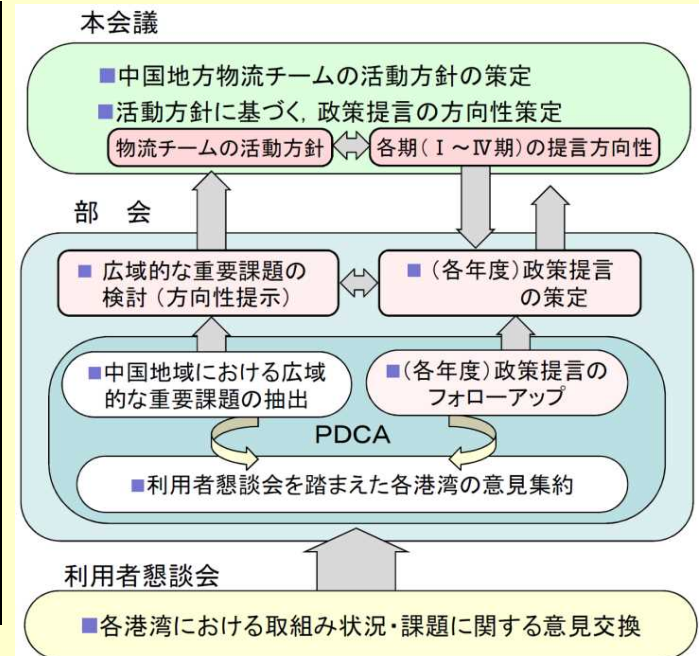 本会議
■中国地方物流チームの活動方針の策定
■活動方針に基づく，政策提言の方向性策定
物流チームの活動方針
各期（Ⅰ～Ⅳ期）の提言方向性
部　会
■ 広域的な重要課題の
検討（方向性提示）
■（各年度）政策提言
の策定
■中国地域における広域
的な重要課題の抽出
■（各年度）政策提言の
フォローアップ
PDCA
■利用者懇談会を踏まえた各港湾の意見集約
利用者懇談会
■各港湾における取組み状況・課題に関する意見交換